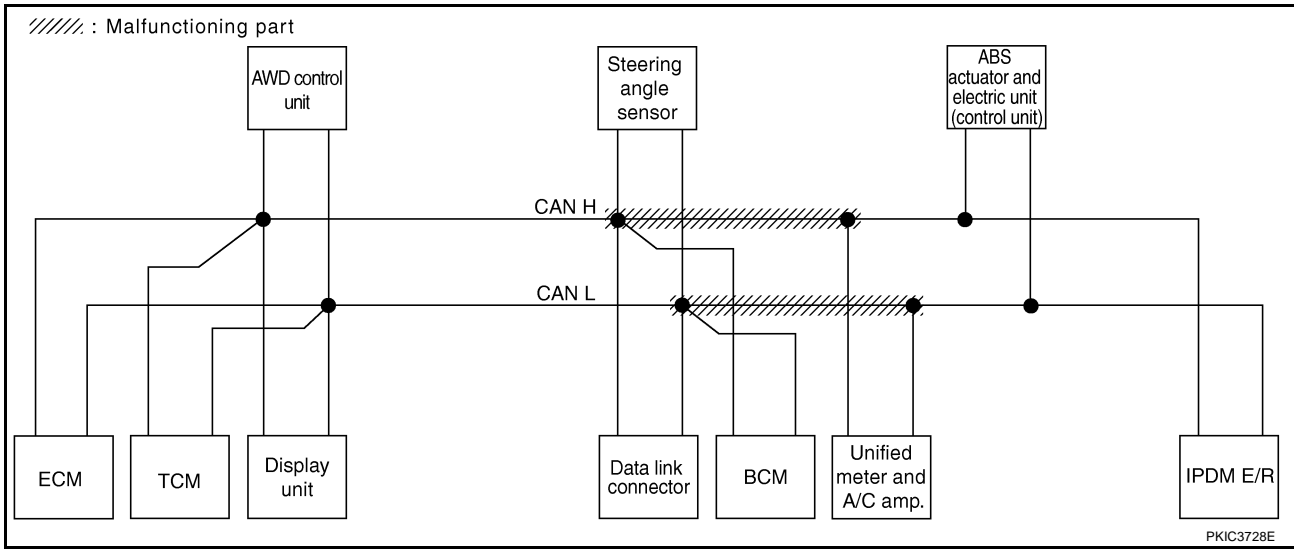 : Malfunctioning part
AWD control
unit
Steering
angle
sensor
ABS
actuator and
electric unit
(control unit)
CAN H
CAN L
ECM
TCM
Display
unit
Data link
connector
BCM
Unified
meter and
A/C amp.
IPDM E/R
PKIC3728E